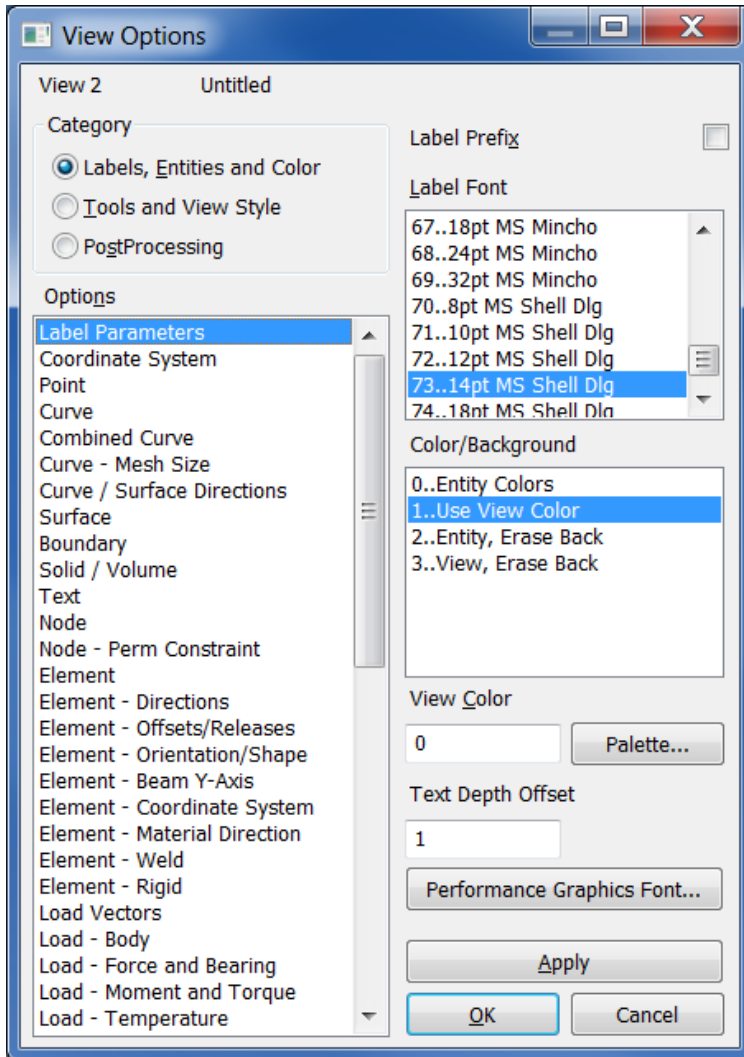 View Options
View 2 Untitled
Category
Labels, Entities and Color
Tools and View Style
PostProcessing
Options
Label Parameters
Coordinate System
Point
Curve
Combined Curve
Curve - Mesh Size
Curve / Surface Directions
Surface
Boundary
Solid / Volume
Text
Node
Node - Perm Constraint
Element
Element - Directions
Element - Offsets/Releases
Element - Orientation/Shape
Element - Beam Y-Axis
Element - Coordinate System
Element - Material Direction
Element - Weld
Element - Rigid
Load Vectors
Load - Body
Load - Force and Bearing
Load - Moment and Torque
Load - Temperature
Label Prefix
Label Font
67..18pt MS Mincho
68..24pt MS Mincho
69..32pt MS Mincho
70..8pt MS Shell Dlg
71..10pt MS Shell Dlg
72..12pt MS Shell Dlg
73..14pt MS Shell Dlg
74..18pt MS Shell Dlg
Color/Background
0..Entity Colors
1..Use View Color
2..Entity, Erase Back
3..View, Erase Back
View Color
0
Palette...
Text Depth Offset
1
Performance Graphics Font...
Apply
OK
Cancel